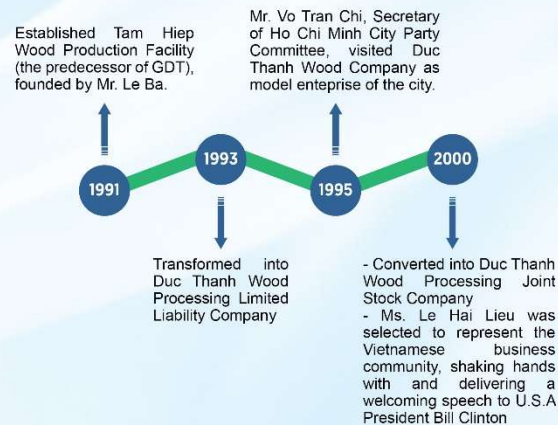 Established Tam Hiep
Wood Production Facility
(the predecessor of GDT),
founded by Mr. Le Ba.
Mr. Vo Tran Chi, Secretary
of Ho Chi Minh City Party
Committee, visited Duc
Thanh Wood Company as
model enteprise of the city.
1991
1993
1995
2000
Transformed into
Duc Thanh Wood
Processing Limited
Liability Company
- Converted into Duc Thanh
Wood Processing Joint
Stock Company
- Ms. Le Hai Lieu was
selected to represent the
Vietnamese business
community, shaking hands
with and delivering a
welcoming speech to U.S.A
President Bill Clinton